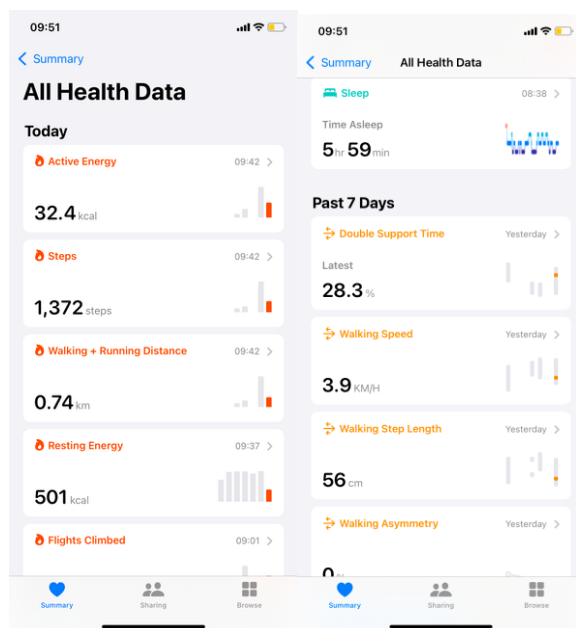 09:51
Summary
All Health Data
Today
Active Energy 09:42
32.4 kcal
Steps 09:42
1,372 steps
Walking + Running Distance 09:42
0.74 km
Resting Energy 09:37
501 kcal
Flights Climbed 09:01
Summary Sharing Browse
09:51
Summary All Health Data
Sleep 08:38
Time Asleep
5 hr 59 min
Past 7 Days
Double Support Time Yesterday
Latest
28.3 %
Walking Speed Yesterday
3.9 KM/H
Walking Step Length Yesterday
56 cm
Walking Asymmetry Yesterday
0 %
Summary Sharing Browse